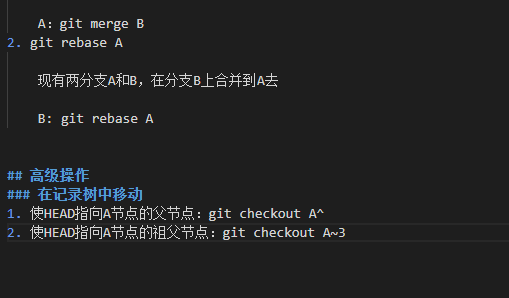 A：git merge B
2. git rebase A
现有两分支A和B，在分支B上合并到A去
B: git rebase A
## 高级操作
### 在记录树中移动
1. 使HEAD指向A节点的父节点：git checkout A^
2. 使HEAD指向A节点的祖父节点：git checkout A~3